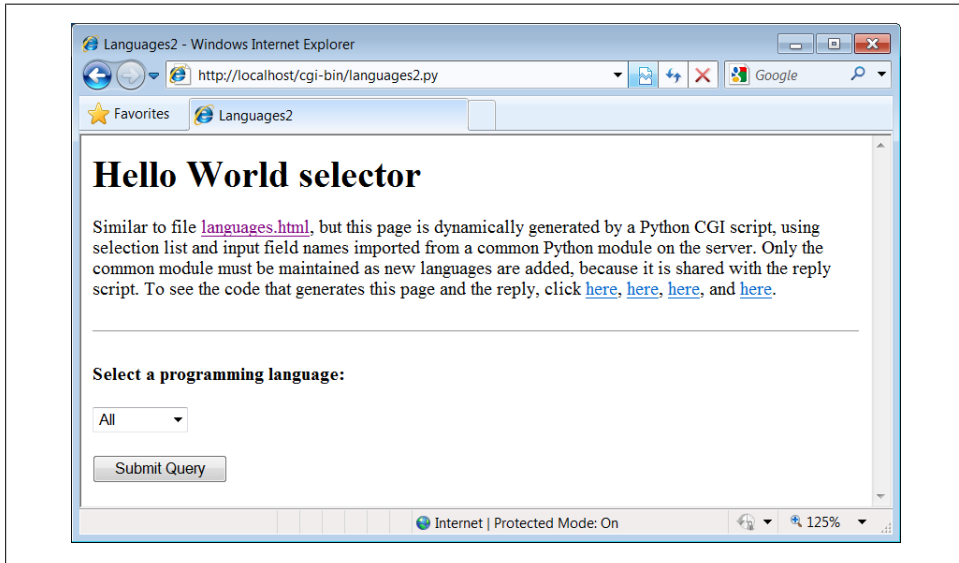 Languages2 - Windows Internet Explorer
http://localhost/cgi-bin/languages2.py
Google
Favorites
Languages2
Hello World selector
Similar to file languages.html, but this page is dynamically generated by a Python CGI script, using
selection list and input field names imported from a common Python module on the server. Only the
common module must be maintained as new languages are added, because it is shared with the reply
script. To see the code that generates this page and the reply, click here, here, here, and here.
Select a programming language:
All
Submit Query
Internet | Protected Mode: On
125%